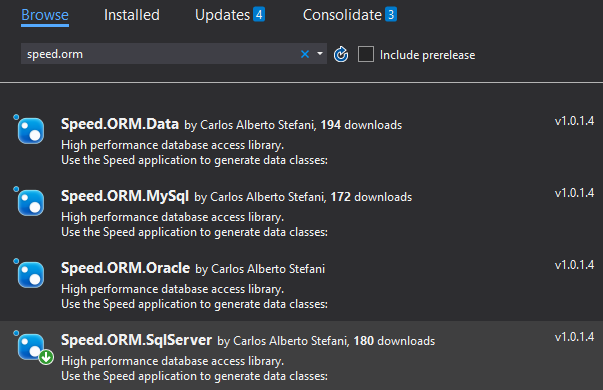 Browse Installed Updates 4 Consolidate 3
speed.orm Include prerelease
Speed.ORM.Data by Carlos Alberto Stefani, 194 downloads v1.0.1.4
High performance database access library.
Use the Speed application to generate data classes:
Speed.ORM.MySql by Carlos Alberto Stefani, 172 downloads v1.0.1.4
High performance database access library.
Use the Speed application to generate data classes:
Speed.ORM.Oracle by Carlos Alberto Stefani v1.0.1.4
High performance database access library.
Use the Speed application to generate data classes:
Speed.ORM.SqlServer by Carlos Alberto Stefani, 180 downloads v1.0.1.4
High performance database access library.
Use the Speed application to generate data classes: